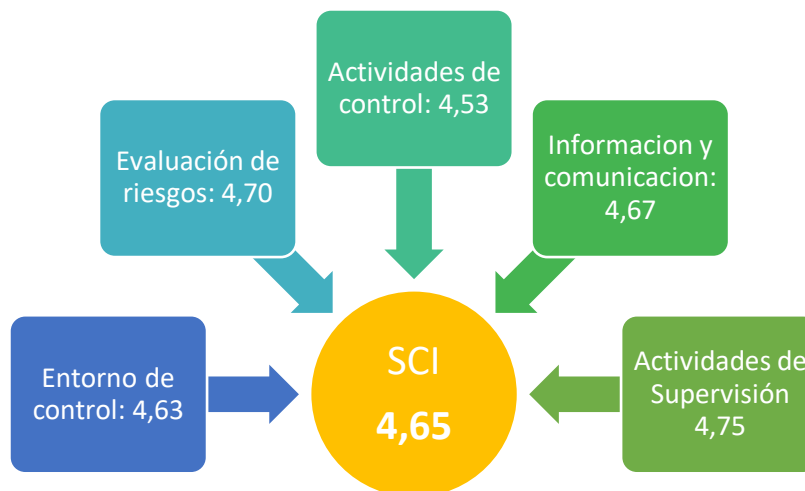 Actividades de
control: 4,53
Evaluación de
riesgos: 4,70
Informacion y
comunicacion:
4,67
Entorno de
control: 4,63
SCI
4,65
Actividades de
Supervisión
4,75